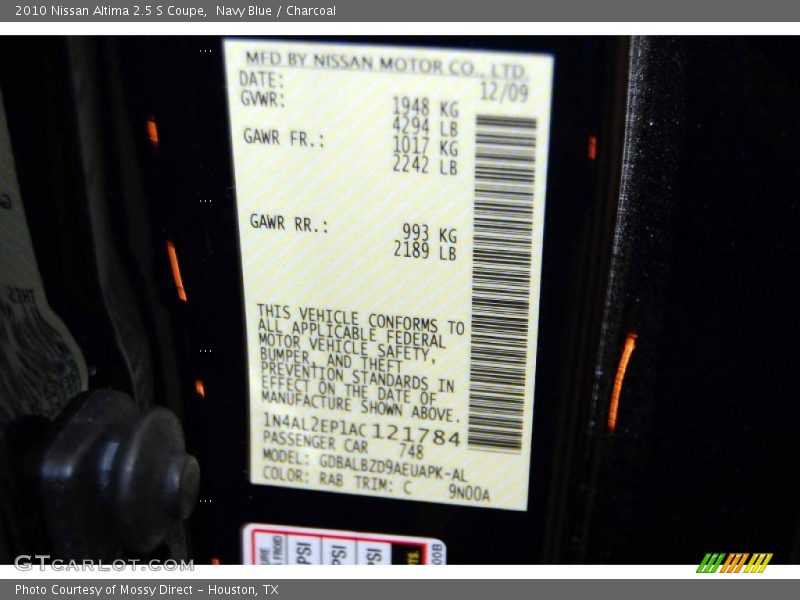 2010 Nissan Altima 2.5 S Coupe, Navy Blue / Charcoal
MFD BY NISSAN MOTOR CO., LTD.
DATE: 12/09
GVWR: 1948 KG
4294 LB
GAWR FR.: 1017 KG
2242 LB
GAWR RR.: 993 KG
2189 LB
THIS VEHICLE CONFORMS TO
ALL APPLICABLE FEDERAL
MOTOR VEHICLE SAFETY,
BUMPER, AND THEFT
PREVENTION STANDARDS IN
EFFECT ON THE DATE OF
MANUFACTURE SHOWN ABOVE.
1N4AL2EP1AC121784
PASSENGER CAR 748
MODEL: GDBALBZD9AEUAPK-AL
COLOR: RAB TRIM: C 9N00A
PSI
PSI
PSI
GTCarLot.com
Photo Courtesy of Mossy Direct - Houston, TX